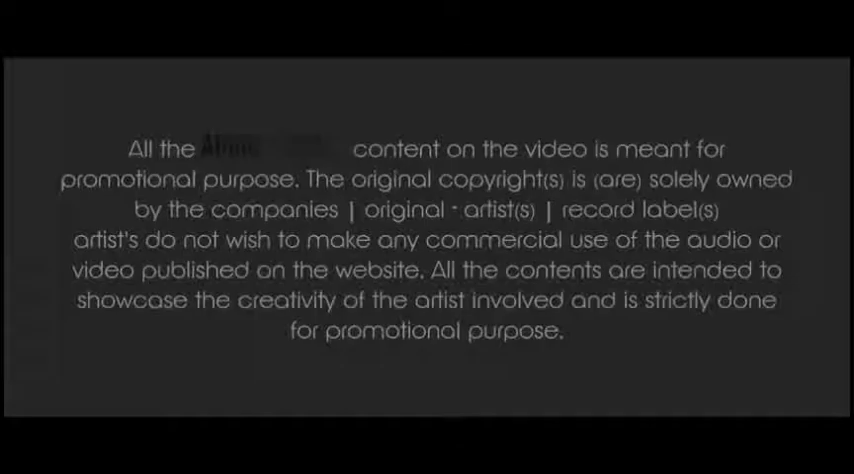 All the content on the video is meant for
promotional purpose. The original copyright(s) is (are) solely owned
by the companies | original - artist(s) | record label(s)
artist's do not wish to make any commercial use of the audio or
video published on the website. All the contents are intended to
showcase the creativity of the artist involved and is strictly done
for promotional purpose.